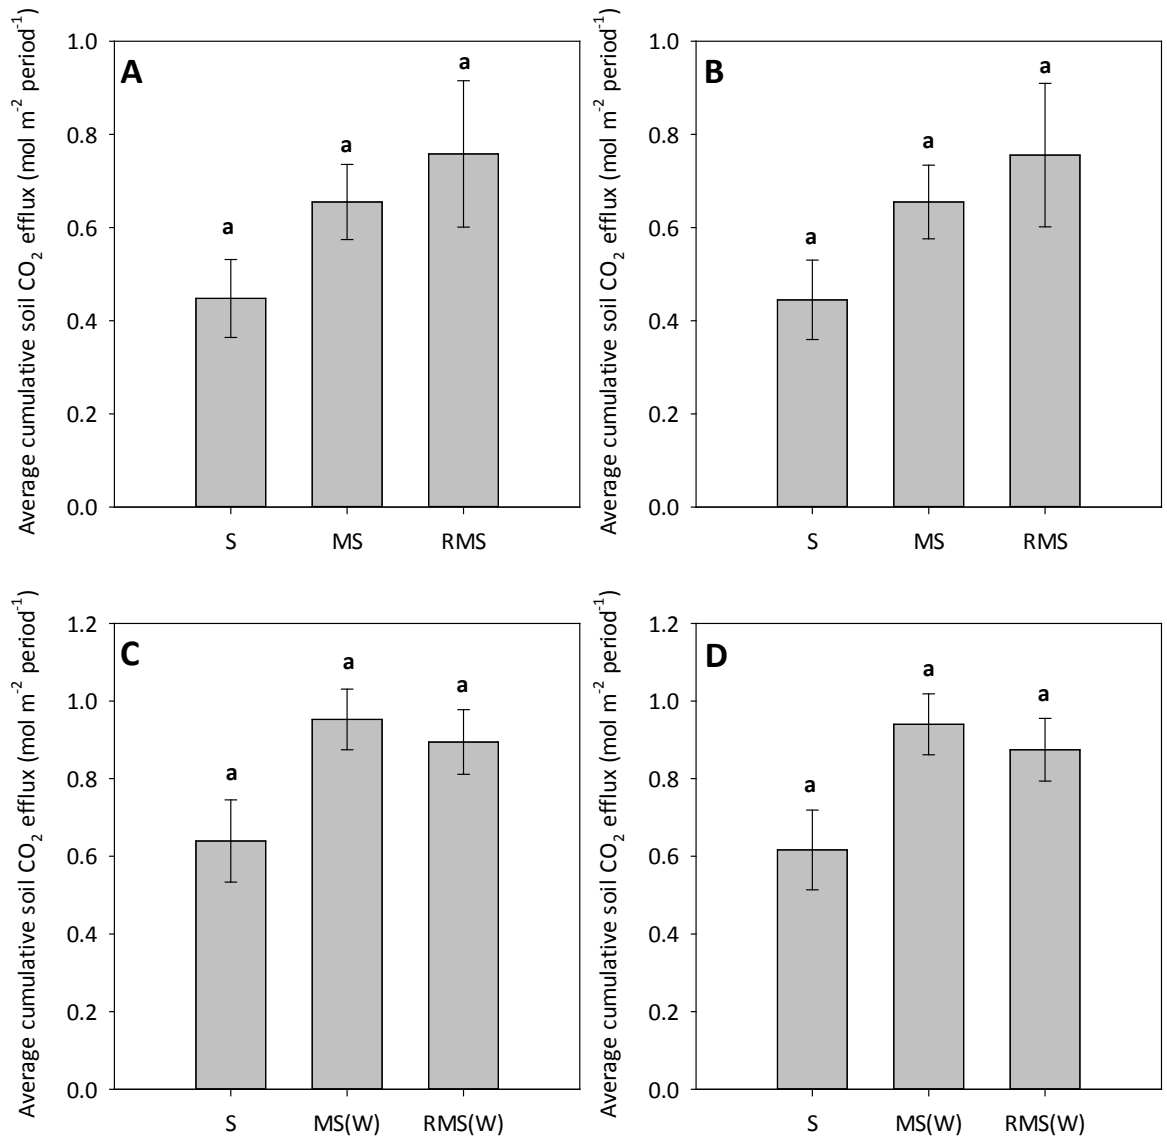 Average cumulative soil CO₂ efflux (mol m⁻² period⁻¹)
1.0
0.8
0.6
0.4
0.2
0.0
A
a
a
a
S MS RMS
Average cumulative soil CO₂ efflux (mol m⁻² period⁻¹)
1.0
0.8
0.6
0.4
0.2
0.0
B
a
a
a
S MS RMS
Average cumulative soil CO₂ efflux (mol m⁻² period⁻¹)
1.2
1.0
0.8
0.6
0.4
0.2
0.0
C
a
a
a
S MS(W) RMS(W)
Average cumulative soil CO₂ efflux (mol m⁻² period⁻¹)
1.2
1.0
0.8
0.6
0.4
0.2
0.0
D
a
a
a
S MS(W) RMS(W)